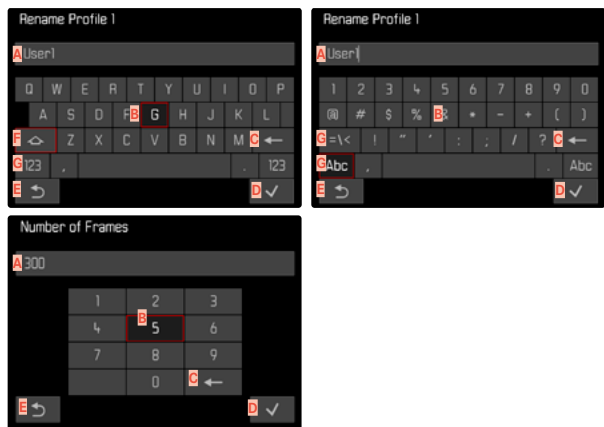 Rename Profile 1
A User1
Q W E R T Y U I O P
A S D F B G H J K L
F Z X C V B N M C ←
G 123 , . 123
E D ✓
Rename Profile 1
A User1
1 2 3 4 5 6 7 8 9 0
@ # $ % B & * - + ( )
G =\< ! " ' : ; / ? C ←
G Abc , . Abc
E D ✓
Number of Frames
A 300
1 2 3
4 B 5 6
7 8 9
0 C ←
E D ✓